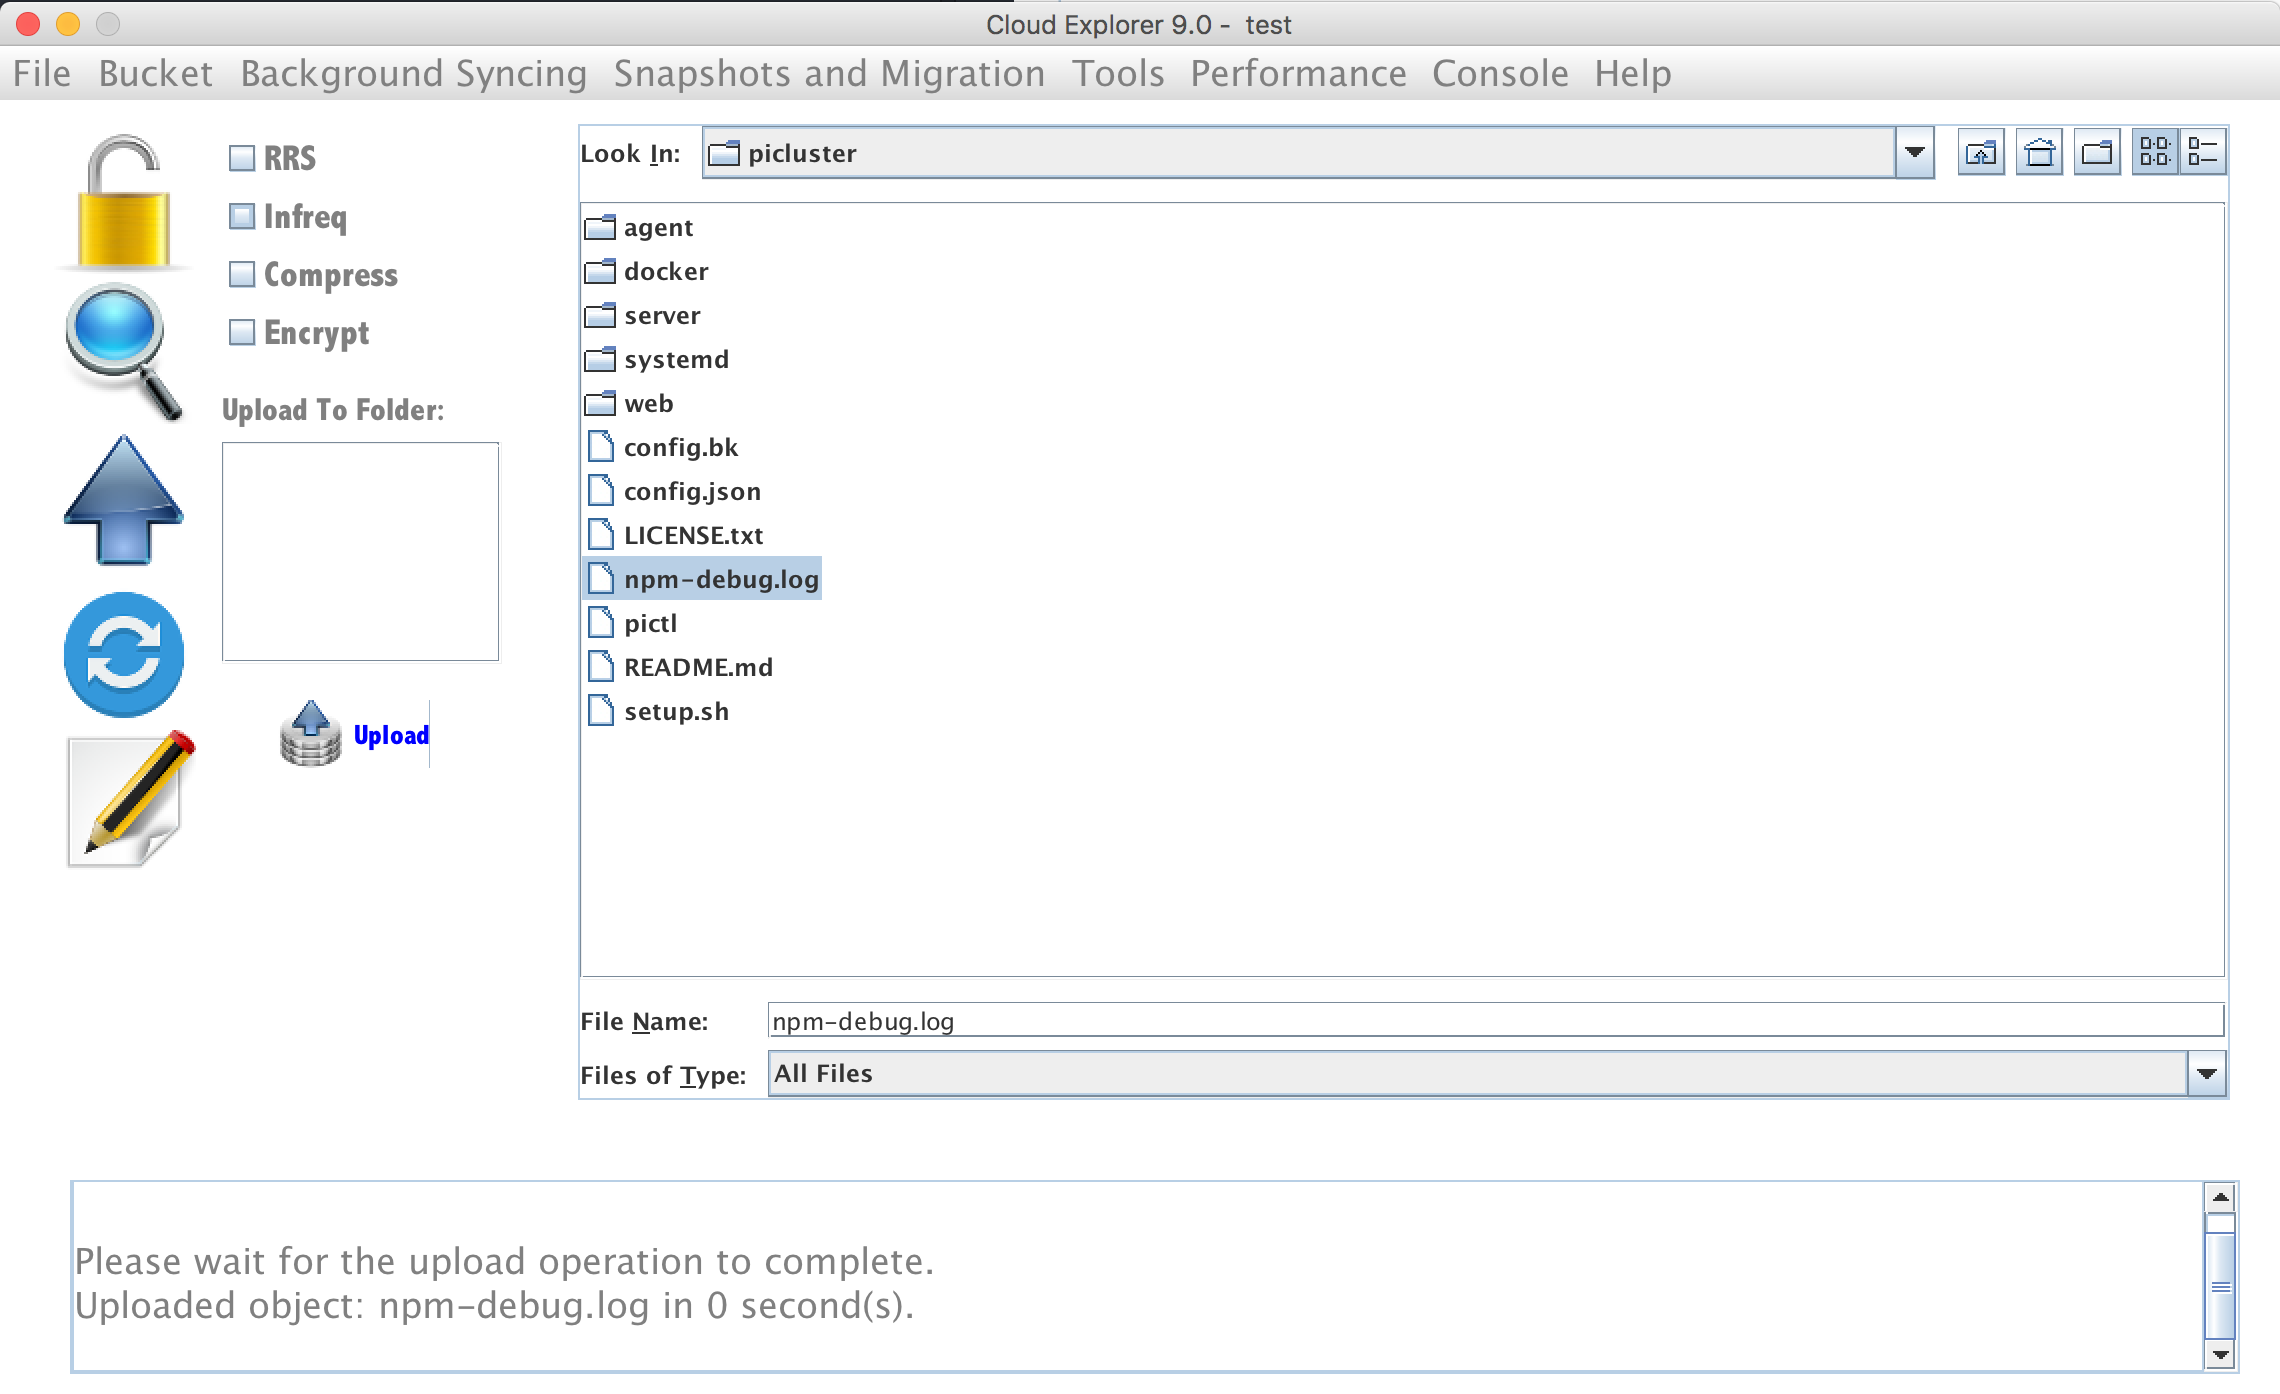 Cloud Explorer 9.0 -  test
File Bucket Background Syncing Snapshots and Migration Tools Performance Console Help
RRS
Infreq
Compress
Encrypt
Upload To Folder:
Upload
Look In: picluster
agent
docker
server
systemd
web
config.bk
config.json
LICENSE.txt
npm-debug.log
pictl
README.md
setup.sh
File Name: npm-debug.log
Files of Type: All Files
Please wait for the upload operation to complete.
Uploaded object: npm-debug.log in 0 second(s).